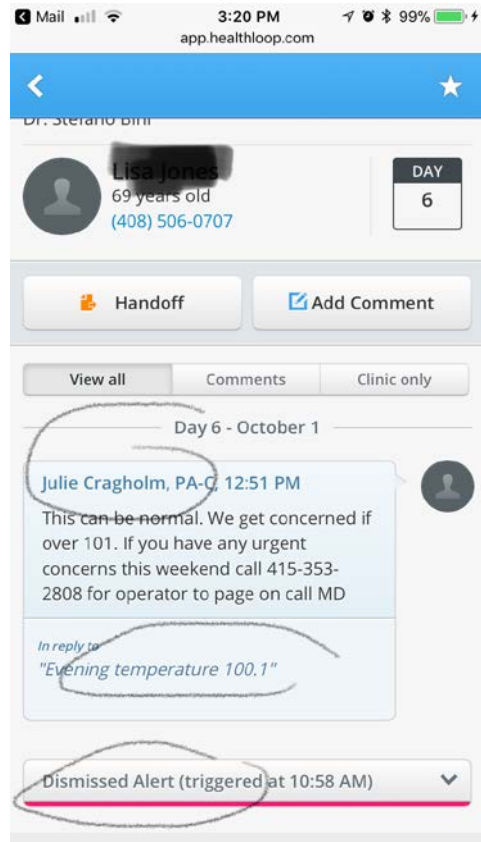 Mail 3:20 PM 99%
app.healthloop.com
Dr. Stefano Bini
69 years old
(408) 506-0707
DAY
6
Handoff
Add Comment
View all Comments Clinic only
Day 6 - October 1
Julie Cragholm, PA-C, 12:51 PM
This can be normal. We get concerned if
over 101. If you have any urgent
concerns this weekend call 415-353-
2808 for operator to page on call MD
In reply to
"Evening temperature 100.1"
Dismissed Alert (triggered at 10:58 AM)